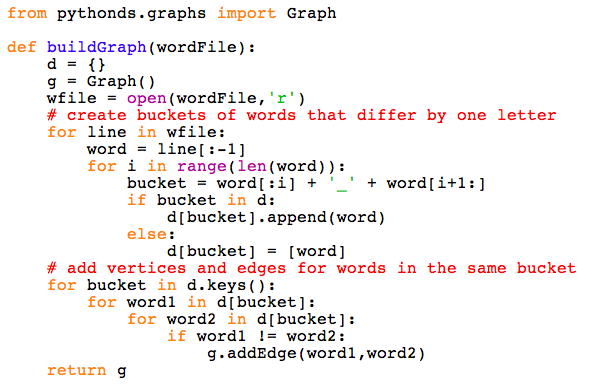 from pythonds.graphs import Graph

def buildGraph(wordFile):
    d = {}
    g = Graph()
    wfile = open(wordFile,'r')
    # create buckets of words that differ by one letter
    for line in wfile:
        word = line[:-1]
        for i in range(len(word)):
            bucket = word[:i] + '_' + word[i+1:]
            if bucket in d:
                d[bucket].append(word)
            else:
                d[bucket] = [word]
    # add vertices and edges for words in the same bucket
    for bucket in d.keys():
        for word1 in d[bucket]:
            for word2 in d[bucket]:
                if word1 != word2:
                    g.addEdge(word1,word2)
    return g